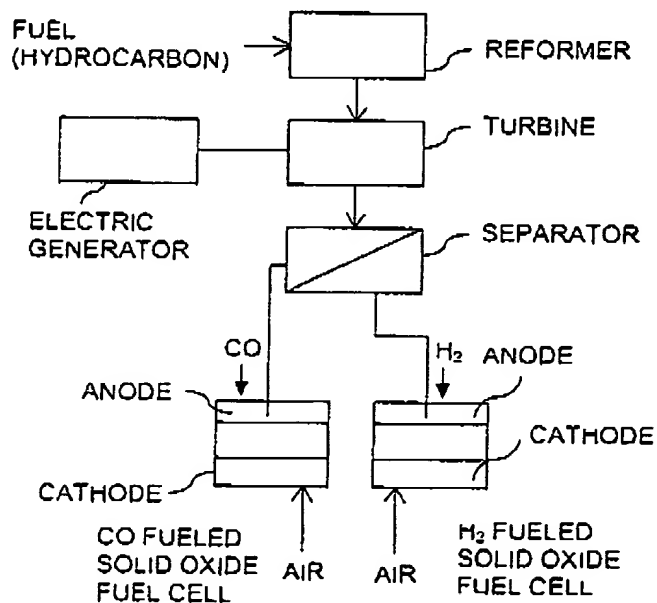 FUEL
(HYDROCARBON)
REFORMER
TURBINE
ELECTRIC
GENERATOR
SEPARATOR
CO
H₂
ANODE
ANODE
CATHODE
CATHODE
CO FUELED
SOLID OXIDE
FUEL CELL
AIR
AIR
H₂ FUELED
SOLID OXIDE
FUEL CELL